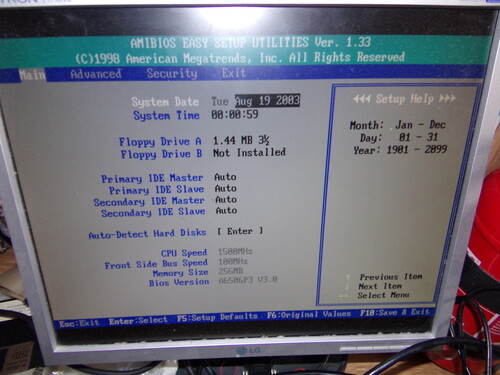 AMIBIOS EASY SETUP UTILITIES Ver. 1.33
(C)1998 American Megatrends, Inc. All Rights Reserved
Main Advanced Security Exit
System Date Tue Aug 19 2003
System Time 00:00:59
Floppy Drive A 1.44 MB 3½
Floppy Drive B Not Installed
Primary IDE Master Auto
Primary IDE Slave Auto
Secondary IDE Master Auto
Secondary IDE Slave Auto
Auto-Detect Hard Disks [ Enter ]
CPU Speed 1500MHz
Front Side Bus Speed 100MHz
Memory Size 256MB
Bios Version A6506P3 V3.0
Setup Help
Month: Jan - Dec
Day: 01 - 31
Year: 1901 - 2099
Previous Item
Next Item
Select Menu
Esc:Exit Enter:Select F5:Setup Defaults F6:Original Values F10:Save & Exit
LG